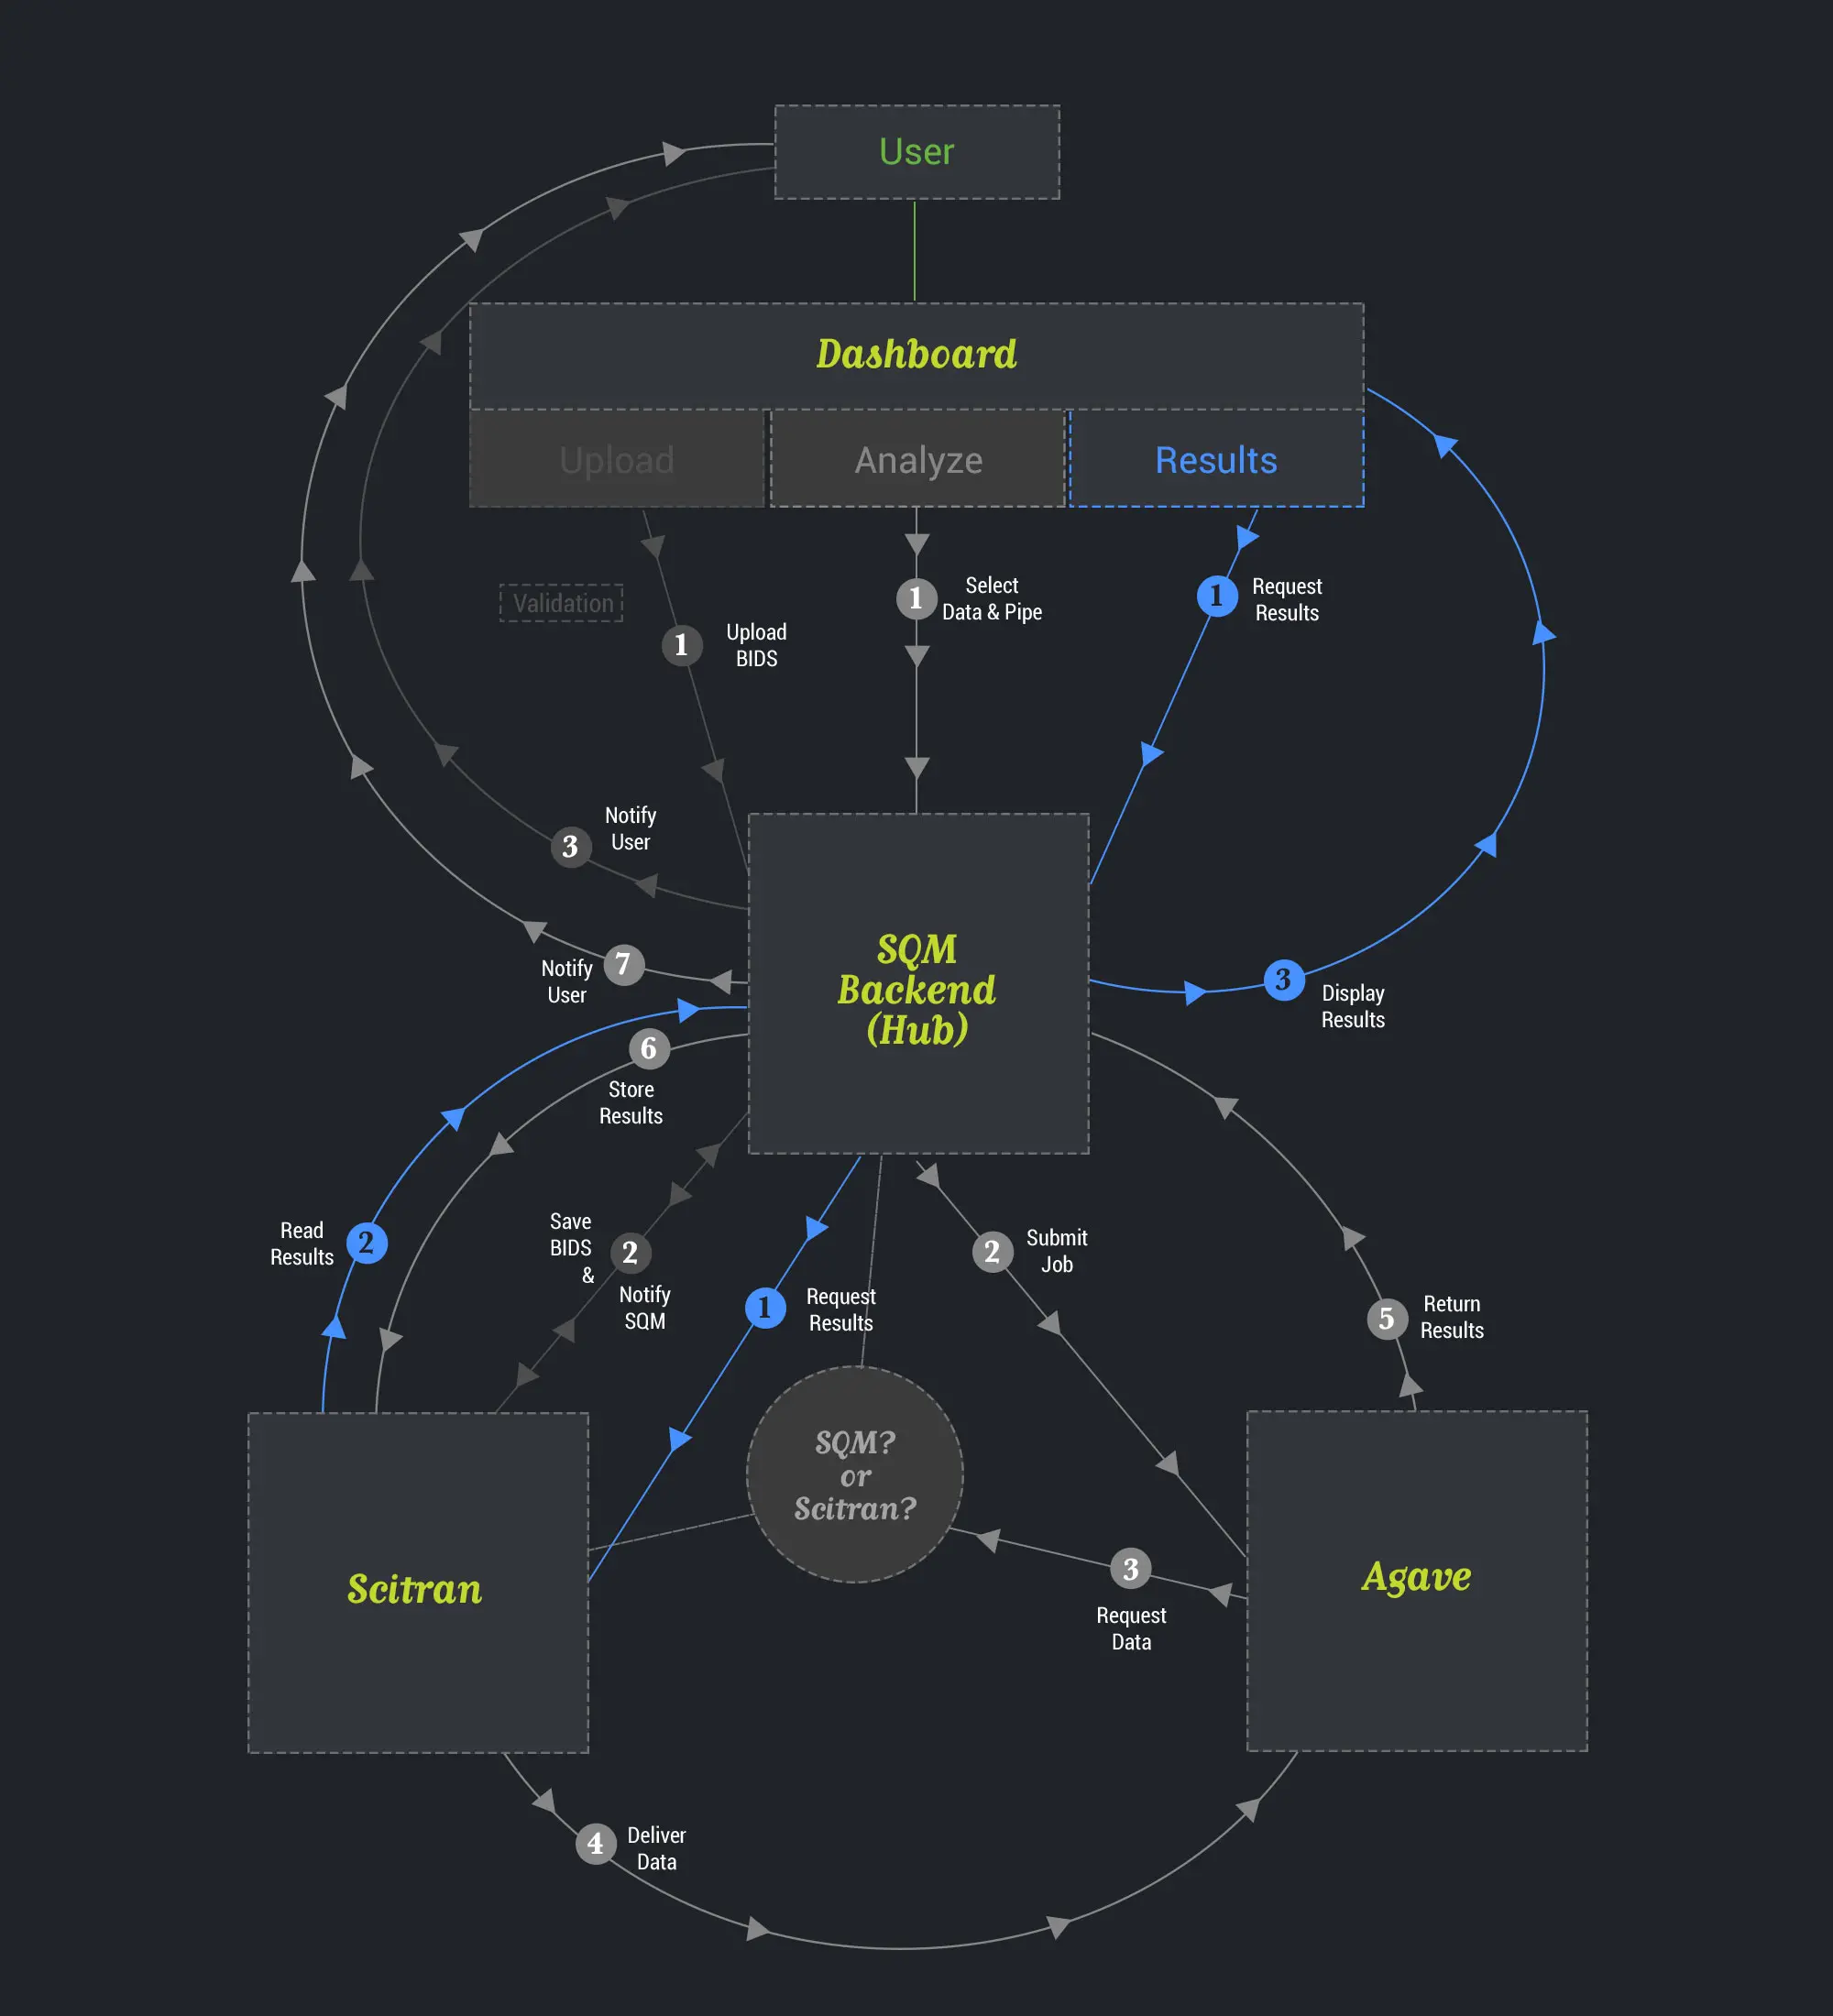 User
Dashboard
Upload
Analyze
Results
Validation
1
Upload
BIDS
1
Select
Data & Pipe
1
Request
Results
3
Notify
User
7
Notify
User
SQM
Backend
(Hub)
3
Display
Results
6
Store
Results
2
Read
Results
2
Save
BIDS
&
Notify
SQM
1
Request
Results
2
Submit
Job
5
Return
Results
SQM?
or
Scitran?
Scitran
Agave
3
Request
Data
4
Deliver
Data